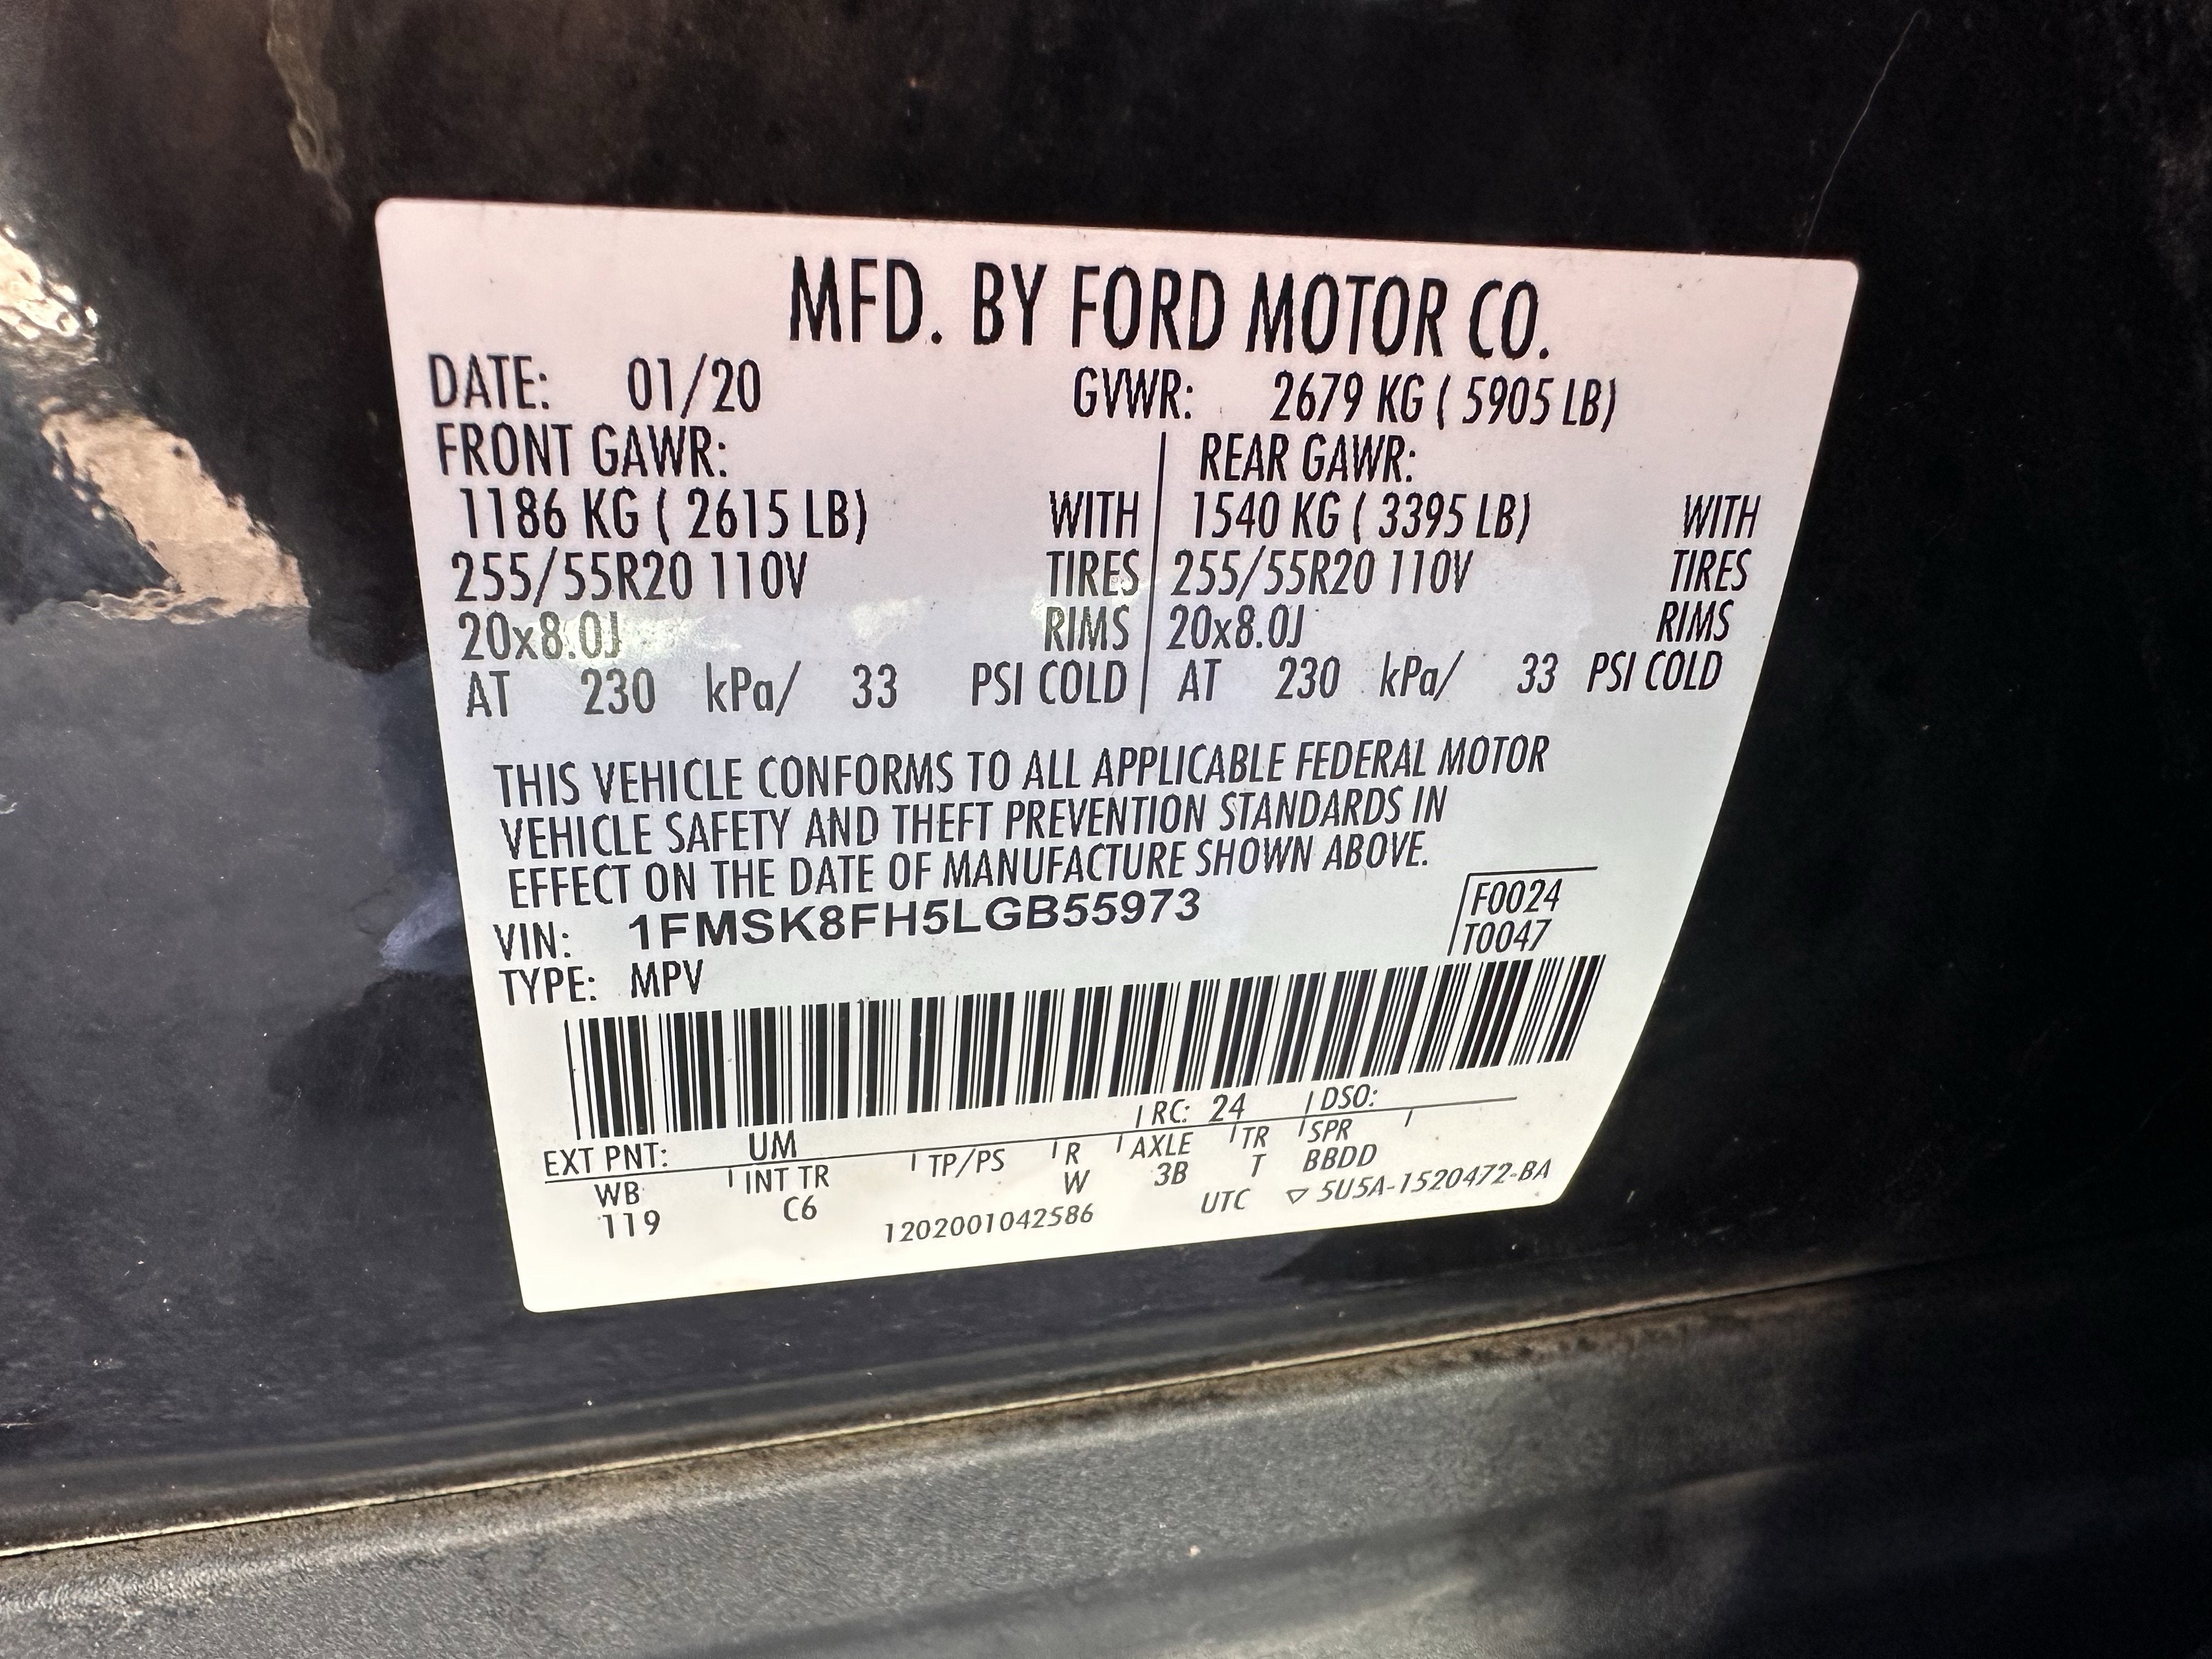 MFD. BY FORD MOTOR CO.
DATE: 01/20 GVWR: 2679 KG ( 5905 LB)
FRONT GAWR: REAR GAWR:
1186 KG ( 2615 LB) WITH 1540 KG ( 3395 LB) WITH
255/55R20 110V TIRES 255/55R20 110V TIRES
20x8.0J RIMS 20x8.0J RIMS
AT 230 kPa/ 33 PSI COLD AT 230 kPa/ 33 PSI COLD
THIS VEHICLE CONFORMS TO ALL APPLICABLE FEDERAL MOTOR
VEHICLE SAFETY AND THEFT PREVENTION STANDARDS IN
EFFECT ON THE DATE OF MANUFACTURE SHOWN ABOVE.
VIN: 1FMSK8FH5LGB55973 F0024
TYPE: MPV T0047
EXT PNT: UM RC: 24 DSO:
WB INT TR TP/PS R AXLE TR SPR
119 C6 W 3B T BBDD
1202001042586 UTC ▽ 5U5A-1520472-BA